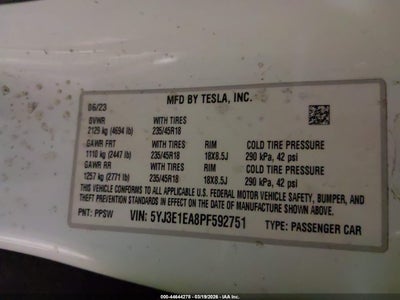 MFD BY TESLA, INC.
06/23
GVWR WITH TIRES
2129 kg (4694 lb) 235/45R18
GAWR FRT WITH TIRES RIM COLD TIRE PRESSURE
1110 kg (2447 lb) 235/45R18 18X8.5J 290 kPa, 42 psi
GAWR RR WITH TIRES RIM COLD TIRE PRESSURE
1257 kg (2771 lb) 235/45R18 18X8.5J 290 kPa, 42 psi
THIS VEHICLE CONFORMS TO ALL APPLICABLE U.S. FEDERAL MOTOR VEHICLE SAFETY, BUMPER, AND
THEFT PREVENTION STANDARDS IN EFFECT ON THE DATE OF MANUFACTURE SHOWN ABOVE.
PNT: PPSW VIN: 5YJ3E1EA8PF592751 TYPE: PASSENGER CAR
000-44644275 - 03/19/2026 - IAAI.COM